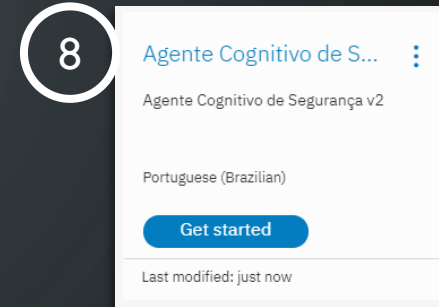 8
Agente Cognitivo de S...
Agente Cognitivo de Segurança v2
Portuguese (Brazilian)
Get started
Last modified: just now